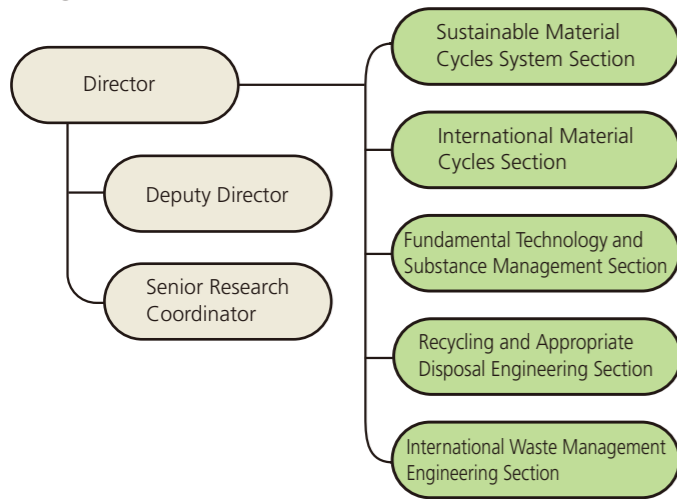 Director
Deputy Director
Senior Research
Coordinator
Sustainable Material
Cycles System Section
International Material
Cycles Section
Fundamental Technology and
Substance Management Section
Recycling and Appropriate
Disposal Engineering Section
International Waste Management
Engineering Section